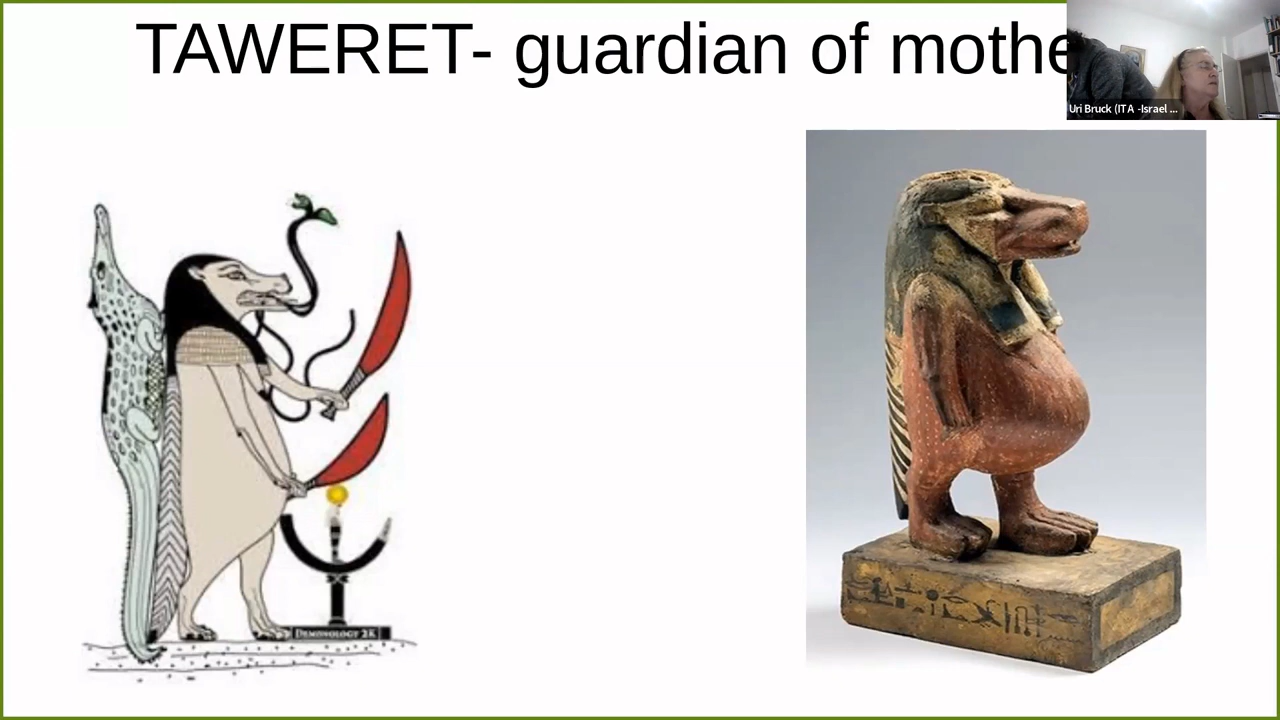 TAWERET- guardian of mothe
Uri Bruck (ITA -Israel ...
DEMONOLOGY 2K